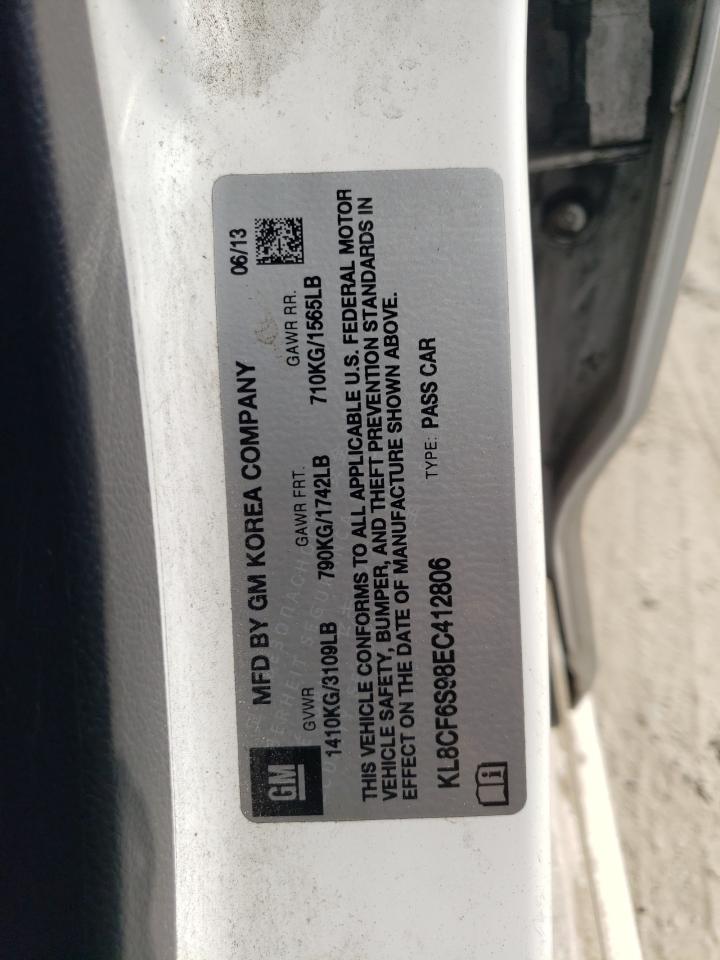 GM
MFD BY GM KOREA COMPANY
06/13
GVWR
GAWR FRT.
GAWR RR.
1410KG/3109LB
790KG/1742LB
710KG/1565LB
THIS VEHICLE CONFORMS TO ALL APPLICABLE U.S. FEDERAL MOTOR
VEHICLE SAFETY, BUMPER, AND THEFT PREVENTION STANDARDS IN
EFFECT ON THE DATE OF MANUFACTURE SHOWN ABOVE.
KL8CF6S98EC412806
TYPE: PASS CAR